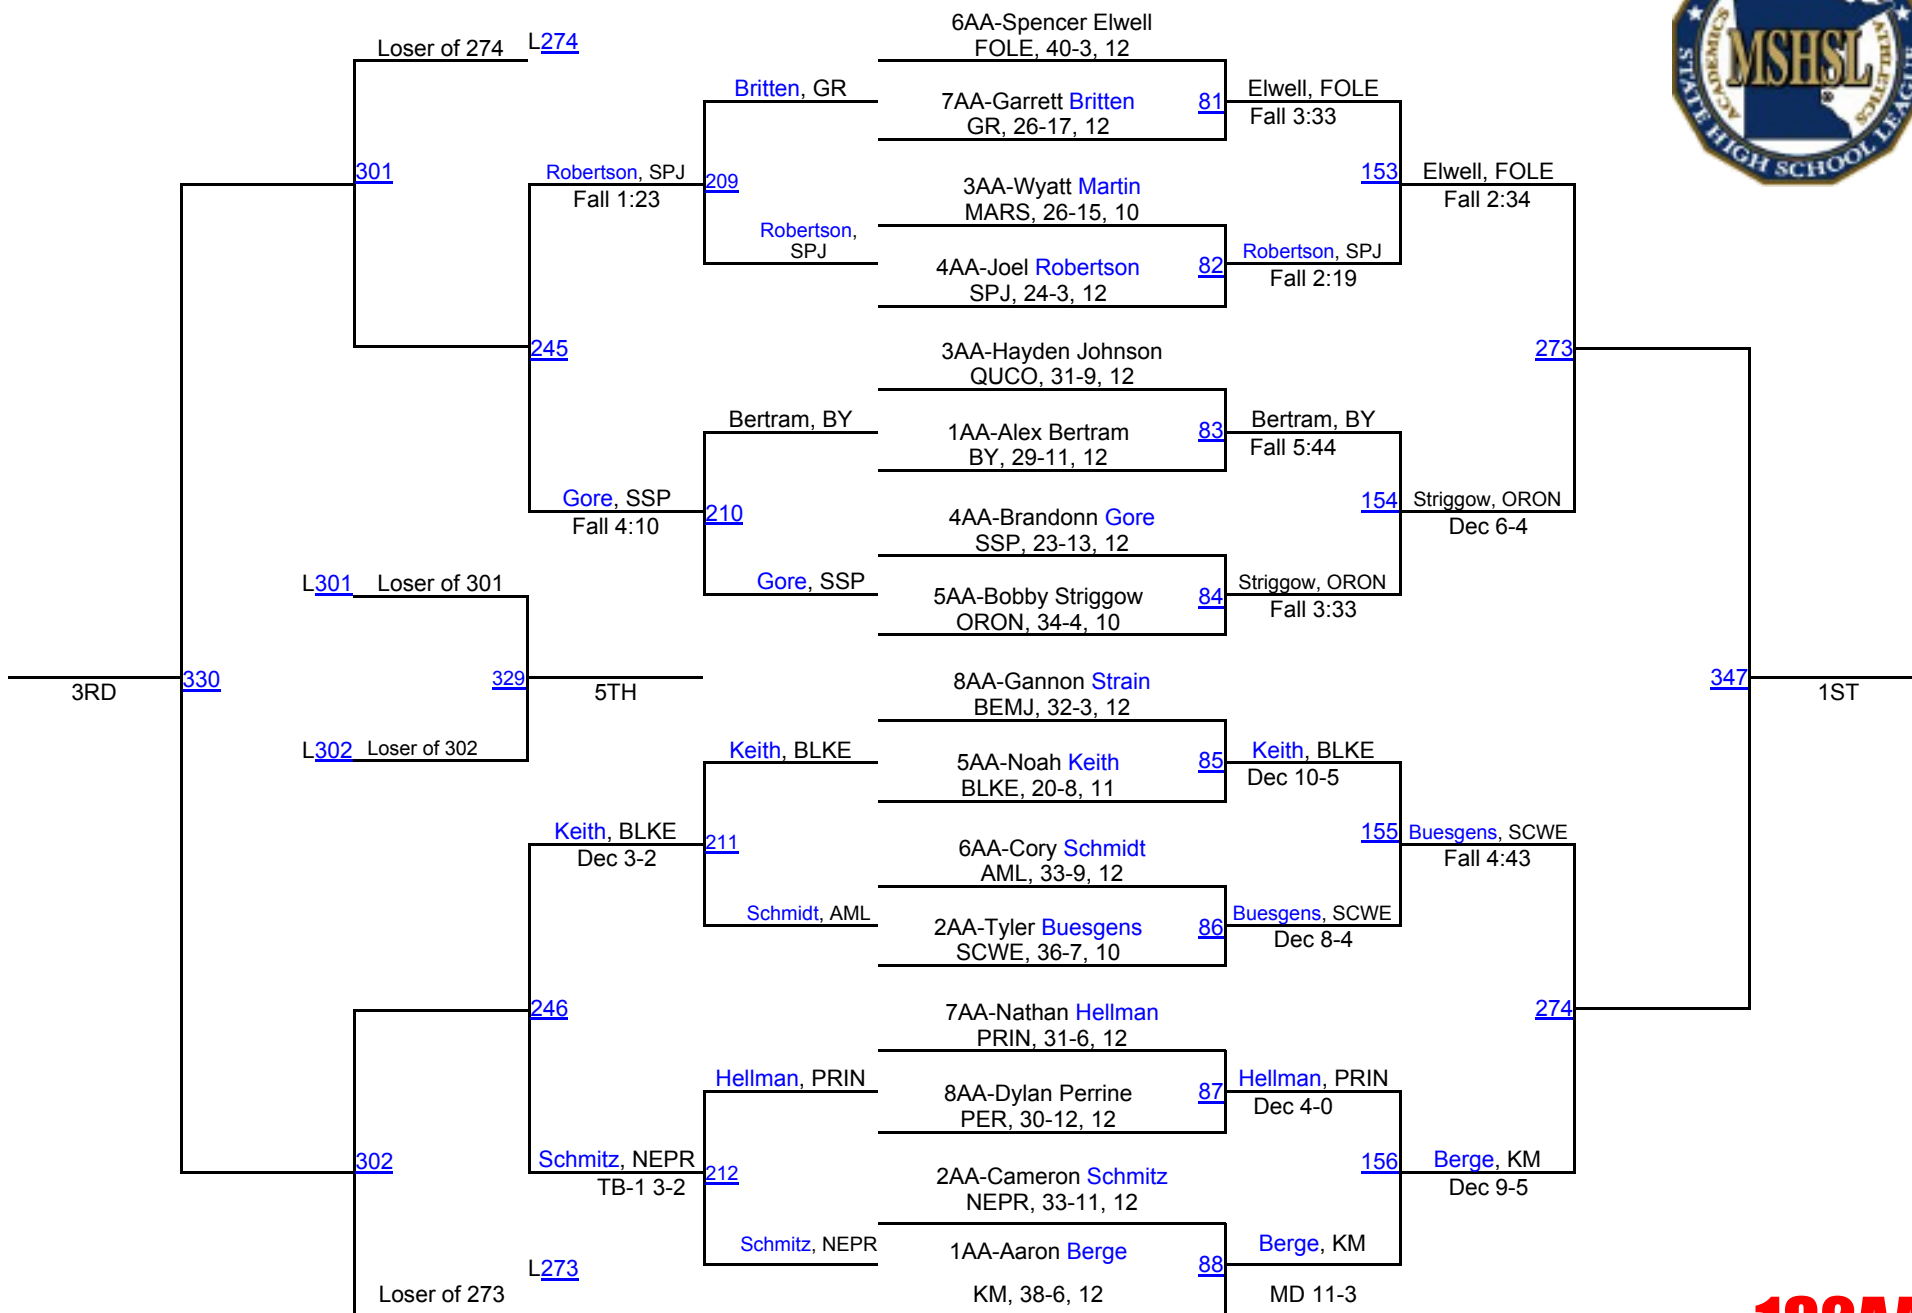 Loser of 274 L274
301
245
Robertson, SPJ
Fall 1:23
Britten, GR
209
Robertson,
SPJ
Bertram, BY
Gore, SSP
Fall 4:10
210
Gore, SSP
L301 Loser of 301
3RD
330
329
5TH
L302 Loser of 302
Keith, BLKE
Keith, BLKE
Dec 3-2
211
Schmidt, AML
246
Hellman, PRIN
302
Schmitz, NEPR
TB-1 3-2
212
Schmitz, NEPR
L273
Loser of 273
6AA-Spencer Elwell
FOLE, 40-3, 12
7AA-Garrett Britten
GR, 26-17, 12
81
3AA-Wyatt Martin
MARS, 26-15, 10
4AA-Joel Robertson
SPJ, 24-3, 12
82
3AA-Hayden Johnson
QUCO, 31-9, 12
1AA-Alex Bertram
BY, 29-11, 12
83
4AA-Brandonn Gore
SSP, 23-13, 12
5AA-Bobby Striggow
ORON, 34-4, 10
84
8AA-Gannon Strain
BEMJ, 32-3, 12
5AA-Noah Keith
BLKE, 20-8, 11
85
6AA-Cory Schmidt
AML, 33-9, 12
2AA-Tyler Buesgens
SCWE, 36-7, 10
86
7AA-Nathan Hellman
PRIN, 31-6, 12
8AA-Dylan Perrine
PER, 30-12, 12
87
2AA-Cameron Schmitz
NEPR, 33-11, 12
1AA-Aaron Berge
KM, 38-6, 12
88
Elwell, FOLE
Fall 3:33
153
Robertson, SPJ
Fall 2:19
Bertram, BY
Fall 5:44
154
Striggow, ORON
Fall 3:33
Keith, BLKE
Dec 10-5
155
Buesgens, SCWE
Dec 8-4
Hellman, PRIN
Dec 4-0
156
Berge, KM
MD 11-3
Elwell, FOLE
Fall 2:34
273
Striggow, ORON
Dec 6-4
Buesgens, SCWE
Fall 4:43
274
Berge, KM
Dec 9-5
347
1ST
MSHSL
®
ACADEMICS
ATHLETICS
STATE HIGH SCHOOL LEAGUE